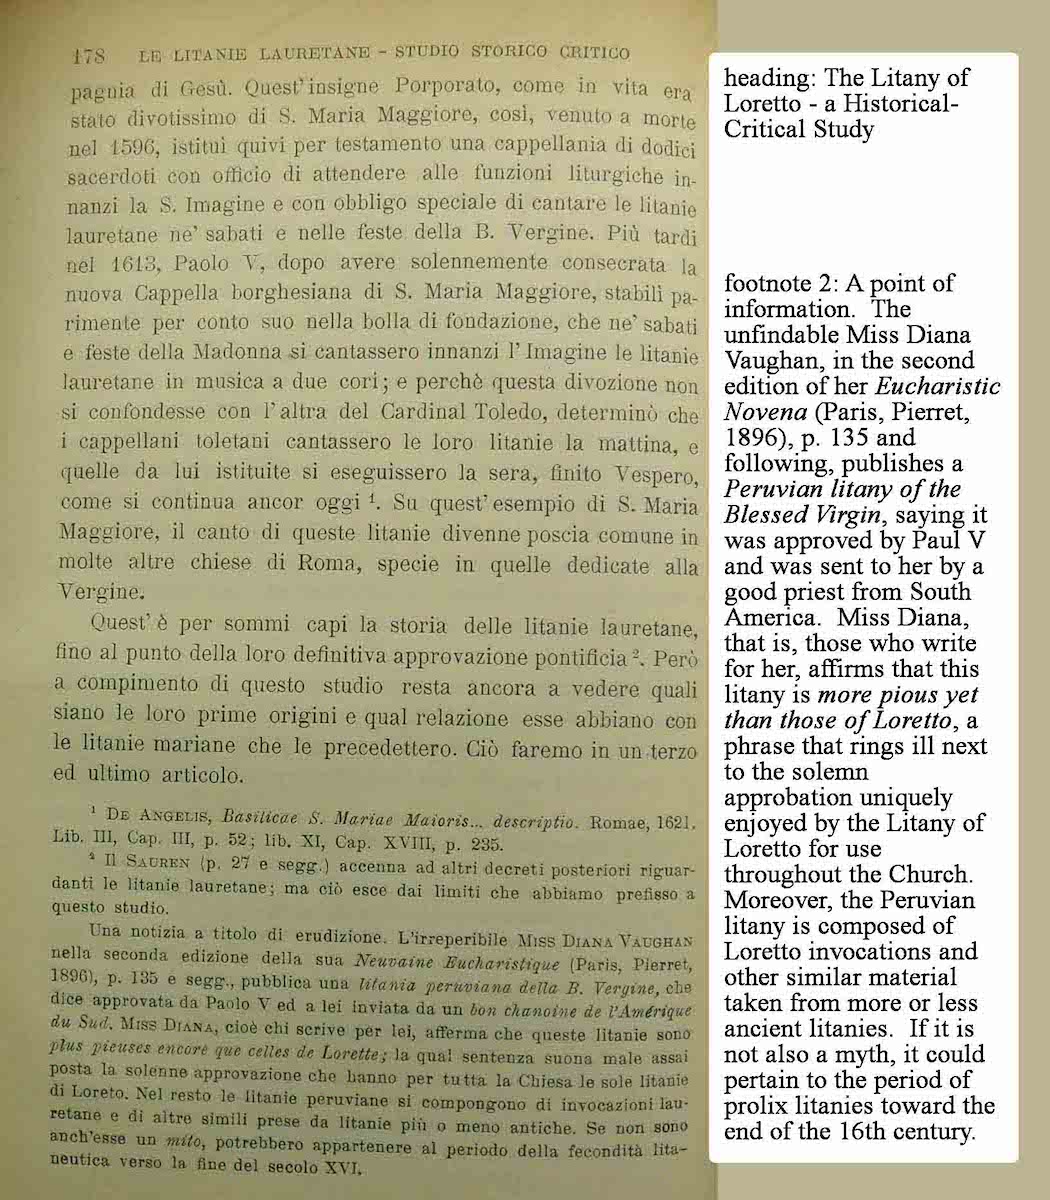 178 LE LITANIE LAURETANE - STUDIO STORICO CRITICO
pagnia di Gesù. Quest'insigne Porporato, come in vita era
stato divotissimo di S. Maria Maggiore, così, venuto a morte
nel 1596, istituì quivi per testamento una cappellania di dodici
sacerdoti con officio di attendere alle funzioni liturgiche in-
nanzi la S. Imagine e con obbligo speciale di cantare le litanie
lauretane ne' sabati e nelle feste della B. Vergine. Più tardi
nel 1613, Paolo V, dopo avere solennemente consecrata la
nuova Cappella borghesiana di S. Maria Maggiore, stabilì pa-
rimente per conto suo nella bolla di fondazione, che ne' sabati
e feste della Madonna si cantassero innanzi l'Imagine le litanie
lauretane in musica a due cori; e perchè questa divozione non
si confondesse con l'altra del Cardinal Toledo, determinò che
i cappellani toletani cantassero le loro litanie la mattina, e
quelle da lui istituite si eseguissero la sera, finito Vespero,
come si continua ancor oggi ¹. Su quest'esempio di S. Maria
Maggiore, il canto di queste litanie divenne poscia comune in
molte altre chiese di Roma, specie in quelle dedicate alla
Vergine.
Quest'è per sommi capi la storia delle litanie lauretane,
fino al punto della loro definitiva approvazione pontificia ². Però
a compimento di questo studio resta ancora a vedere quali
siano le loro prime origini e qual relazione esse abbiano con
le litanie mariane che le precedettero. Ciò faremo in un terzo
ed ultimo articolo.
¹ DE ANGELIS, Basilicae S. Mariae Maioris... descriptio. Romae, 1621.
Lib. III, Cap. III, p. 52; lib. XI, Cap. XVIII, p. 235.
² Il SAUREN (p. 27 e segg.) accenna ad altri decreti posteriori riguar-
danti le litanie lauretane; ma ciò esce dai limiti che abbiamo prefisso a
questo studio.
Una notizia a titolo di erudizione. L'irreperibile MISS DIANA VAUGHAN
nella seconda edizione della sua Neuvaine Eucharistique (Paris, Pierret,
1896), p. 135 e segg., pubblica una litania peruviana della B. Vergine, che
dice approvata da Paolo V ed a lei inviata da un bon chanoine de l'Amérique
du Sud. MISS DIANA, cioè chi scrive per lei, afferma che queste litanie sono
plus pieuses encore que celles de Lorette; la qual sentenza suona male assai
posta la solenne approvazione che hanno per tutta la Chiesa le sole litanie
di Loreto. Nel resto le litanie peruviane si compongono di invocazioni lau-
retane e di altre simili prese da litanie più o meno antiche. Se non sono
anch'esse un mito, potrebbero appartenere al periodo della fecondità lita-
neutica verso la fine del secolo XVI.
heading: The Litany of
Loretto - a Historical-
Critical Study
footnote 2: A point of
information. The
unfindable Miss Diana
Vaughan, in the second
edition of her Eucharistic
Novena (Paris, Pierret,
1896), p. 135 and
following, publishes a
Peruvian litany of the
Blessed Virgin, saying it
was approved by Paul V
and was sent to her by a
good priest from South
America. Miss Diana,
that is, those who write
for her, affirms that this
litany is more pious yet
than those of Loretto, a
phrase that rings ill next
to the solemn
approbation uniquely
enjoyed by the Litany of
Loretto for use
throughout the Church.
Moreover, the Peruvian
litany is composed of
Loretto invocations and
other similar material
taken from more or less
ancient litanies. If it is
not also a myth, it could
pertain to the period of
prolix litanies toward the
end of the 16th century.